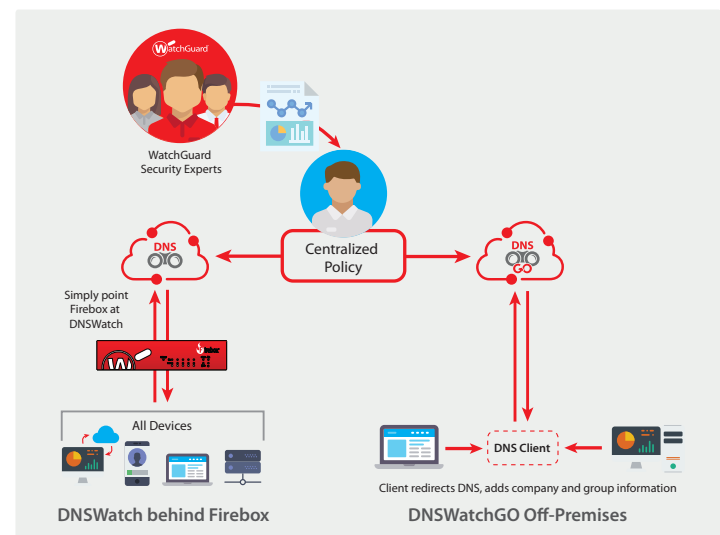 WatchGuard
WatchGuard
Security Experts
Centralized
Policy
DNS
DNS
GO
Simply point
Firebox at
DNSWatch
All Devices
DNS Client
Client redirects DNS, adds company and group information
DNSWatch behind Firebox
DNSWatchGO Off-Premises